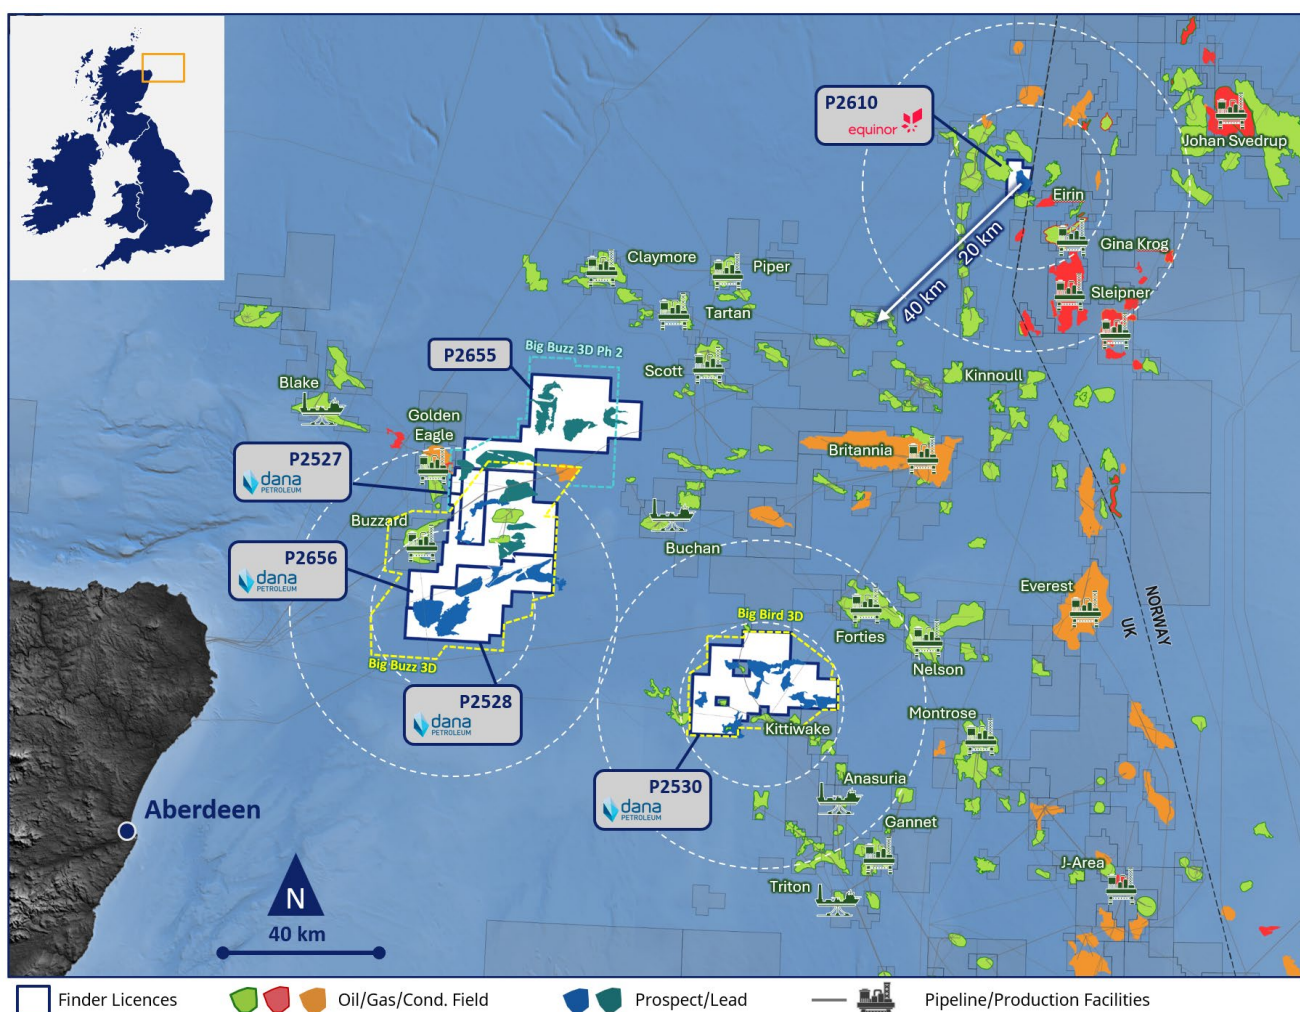 P2610
equinor
Johan Svedrup
Eirin
Gina Krog
20 km
Sleipner
40 km
Claymore
Piper
Tartan
Big Buzz 3D Ph 2
P2655
Scott
Kinnoull
Blake
Golden
Eagle
Britannia
P2527
dana
PETROLEUM
Buzzard
Buchan
P2656
dana
PETROLEUM
Everest
NORWAY
UK
Big Bird 3D
Forties
Nelson
Big Buzz 3D
P2528
dana
PETROLEUM
Montrose
Kittiwake
P2530
dana
PETROLEUM
Anasuria
Aberdeen
Gannet
J-Area
Triton
N
40 km
Finder Licences
Oil/Gas/Cond. Field
Prospect/Lead
Pipeline/Production Facilities